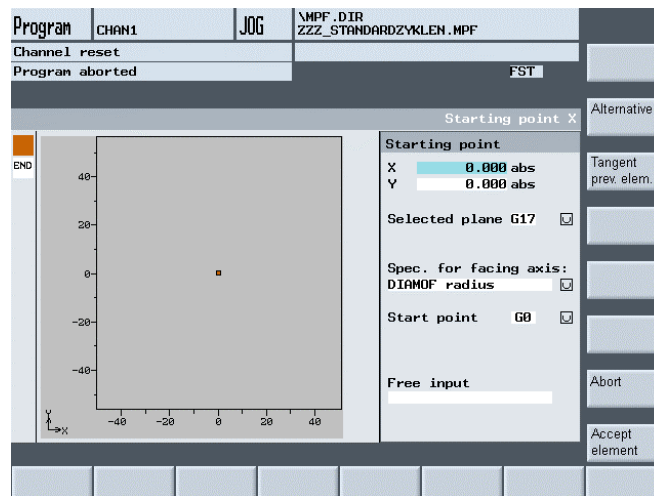 Program CHAN1 JOG \MPF.DIR
ZZZ_STANDARDZYKLEN.MPF
Channel reset
Program aborted FST
Starting point X
Alternative
Starting point
END
X 0.000 abs
Y 0.000 abs
Tangent
prev. elem.
40
20
0
-20
-40
Selected plane G17
Spec. for facing axis:
DIAMOF radius
Start point G0
Free input
Abort
Y
X
-40 -20 0 20 40
Accept
element